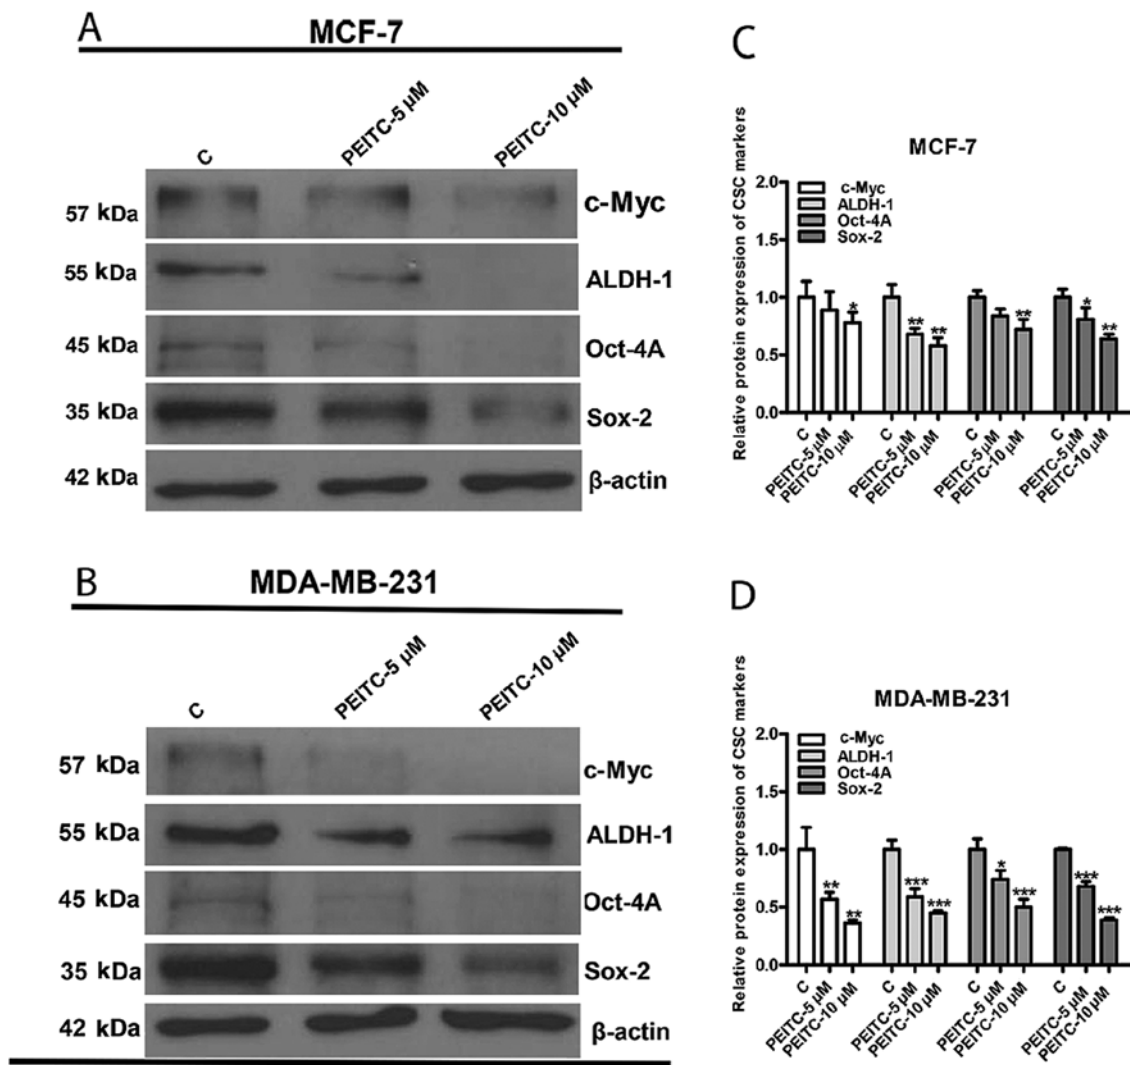 A
MCF-7
C
PEITC-5 µM
PEITC-10 µM
57 kDa
c-Myc
55 kDa
ALDH-1
45 kDa
Oct-4A
35 kDa
Sox-2
42 kDa
β-actin
B
MDA-MB-231
C
PEITC-5 µM
PEITC-10 µM
57 kDa
c-Myc
55 kDa
ALDH-1
45 kDa
Oct-4A
35 kDa
Sox-2
42 kDa
β-actin
C
MCF-7
Relative protein expression of CSC markers
2.0
1.5
1.0
0.5
0.0
c-Myc
ALDH-1
Oct-4A
Sox-2
*
**
**
**
*
**
C
PEITC-5 µM
PEITC-10 µM
C
PEITC-5 µM
PEITC-10 µM
C
PEITC-5 µM
PEITC-10 µM
C
PEITC-5 µM
PEITC-10 µM
D
MDA-MB-231
Relative protein expression of CSC markers
2.0
1.5
1.0
0.5
0.0
c-Myc
ALDH-1
Oct-4A
Sox-2
**
**
***
***
*
***
***
***
C
PEITC-5 µM
PEITC-10 µM
C
PEITC-5 µM
PEITC-10 µM
C
PEITC-5 µM
PEITC-10 µM
C
PEITC-5 µM
PEITC-10 µM